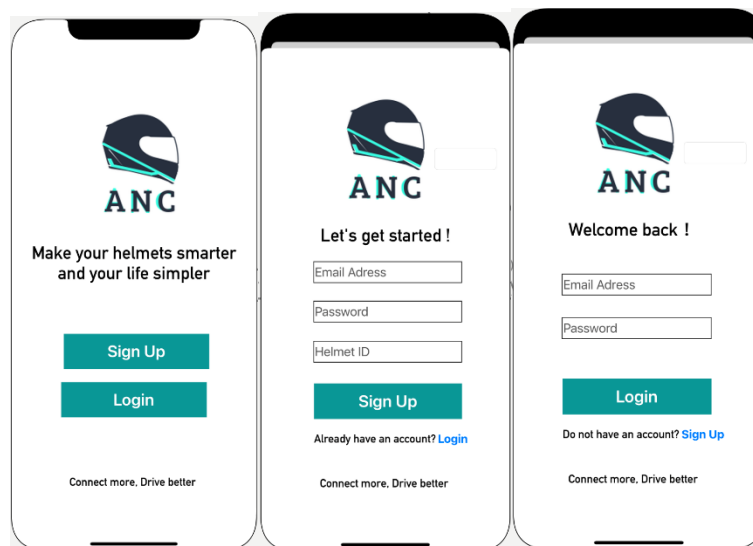 ANC
Make your helmets smarter
and your life simpler
Sign Up
Login
Connect more, Drive better
ANC
Let's get started !
Email Adress
Password
Helmet ID
Sign Up
Already have an account? Login
Connect more, Drive better
ANC
Welcome back !
Email Adress
Password
Login
Do not have an account? Sign Up
Connect more, Drive better